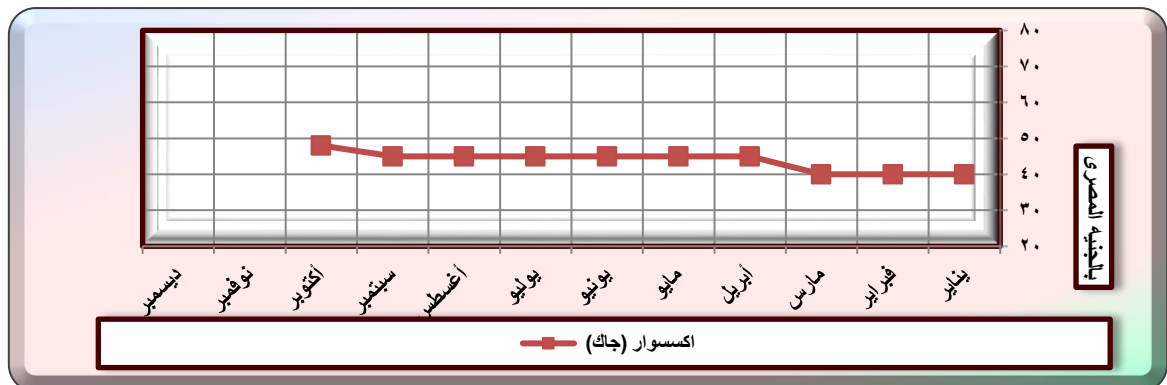 ٨٠
٧٠
٦٠
٥٠
٤٠
٣٠
٢٠
بالجنيه المصرى
يناير
فبراير
مارس
أبريل
مايو
يونيو
يوليو
أغسطس
سبتمبر
أكتوبر
نوفمبر
ديسمبر
اكسسوار (جاك)